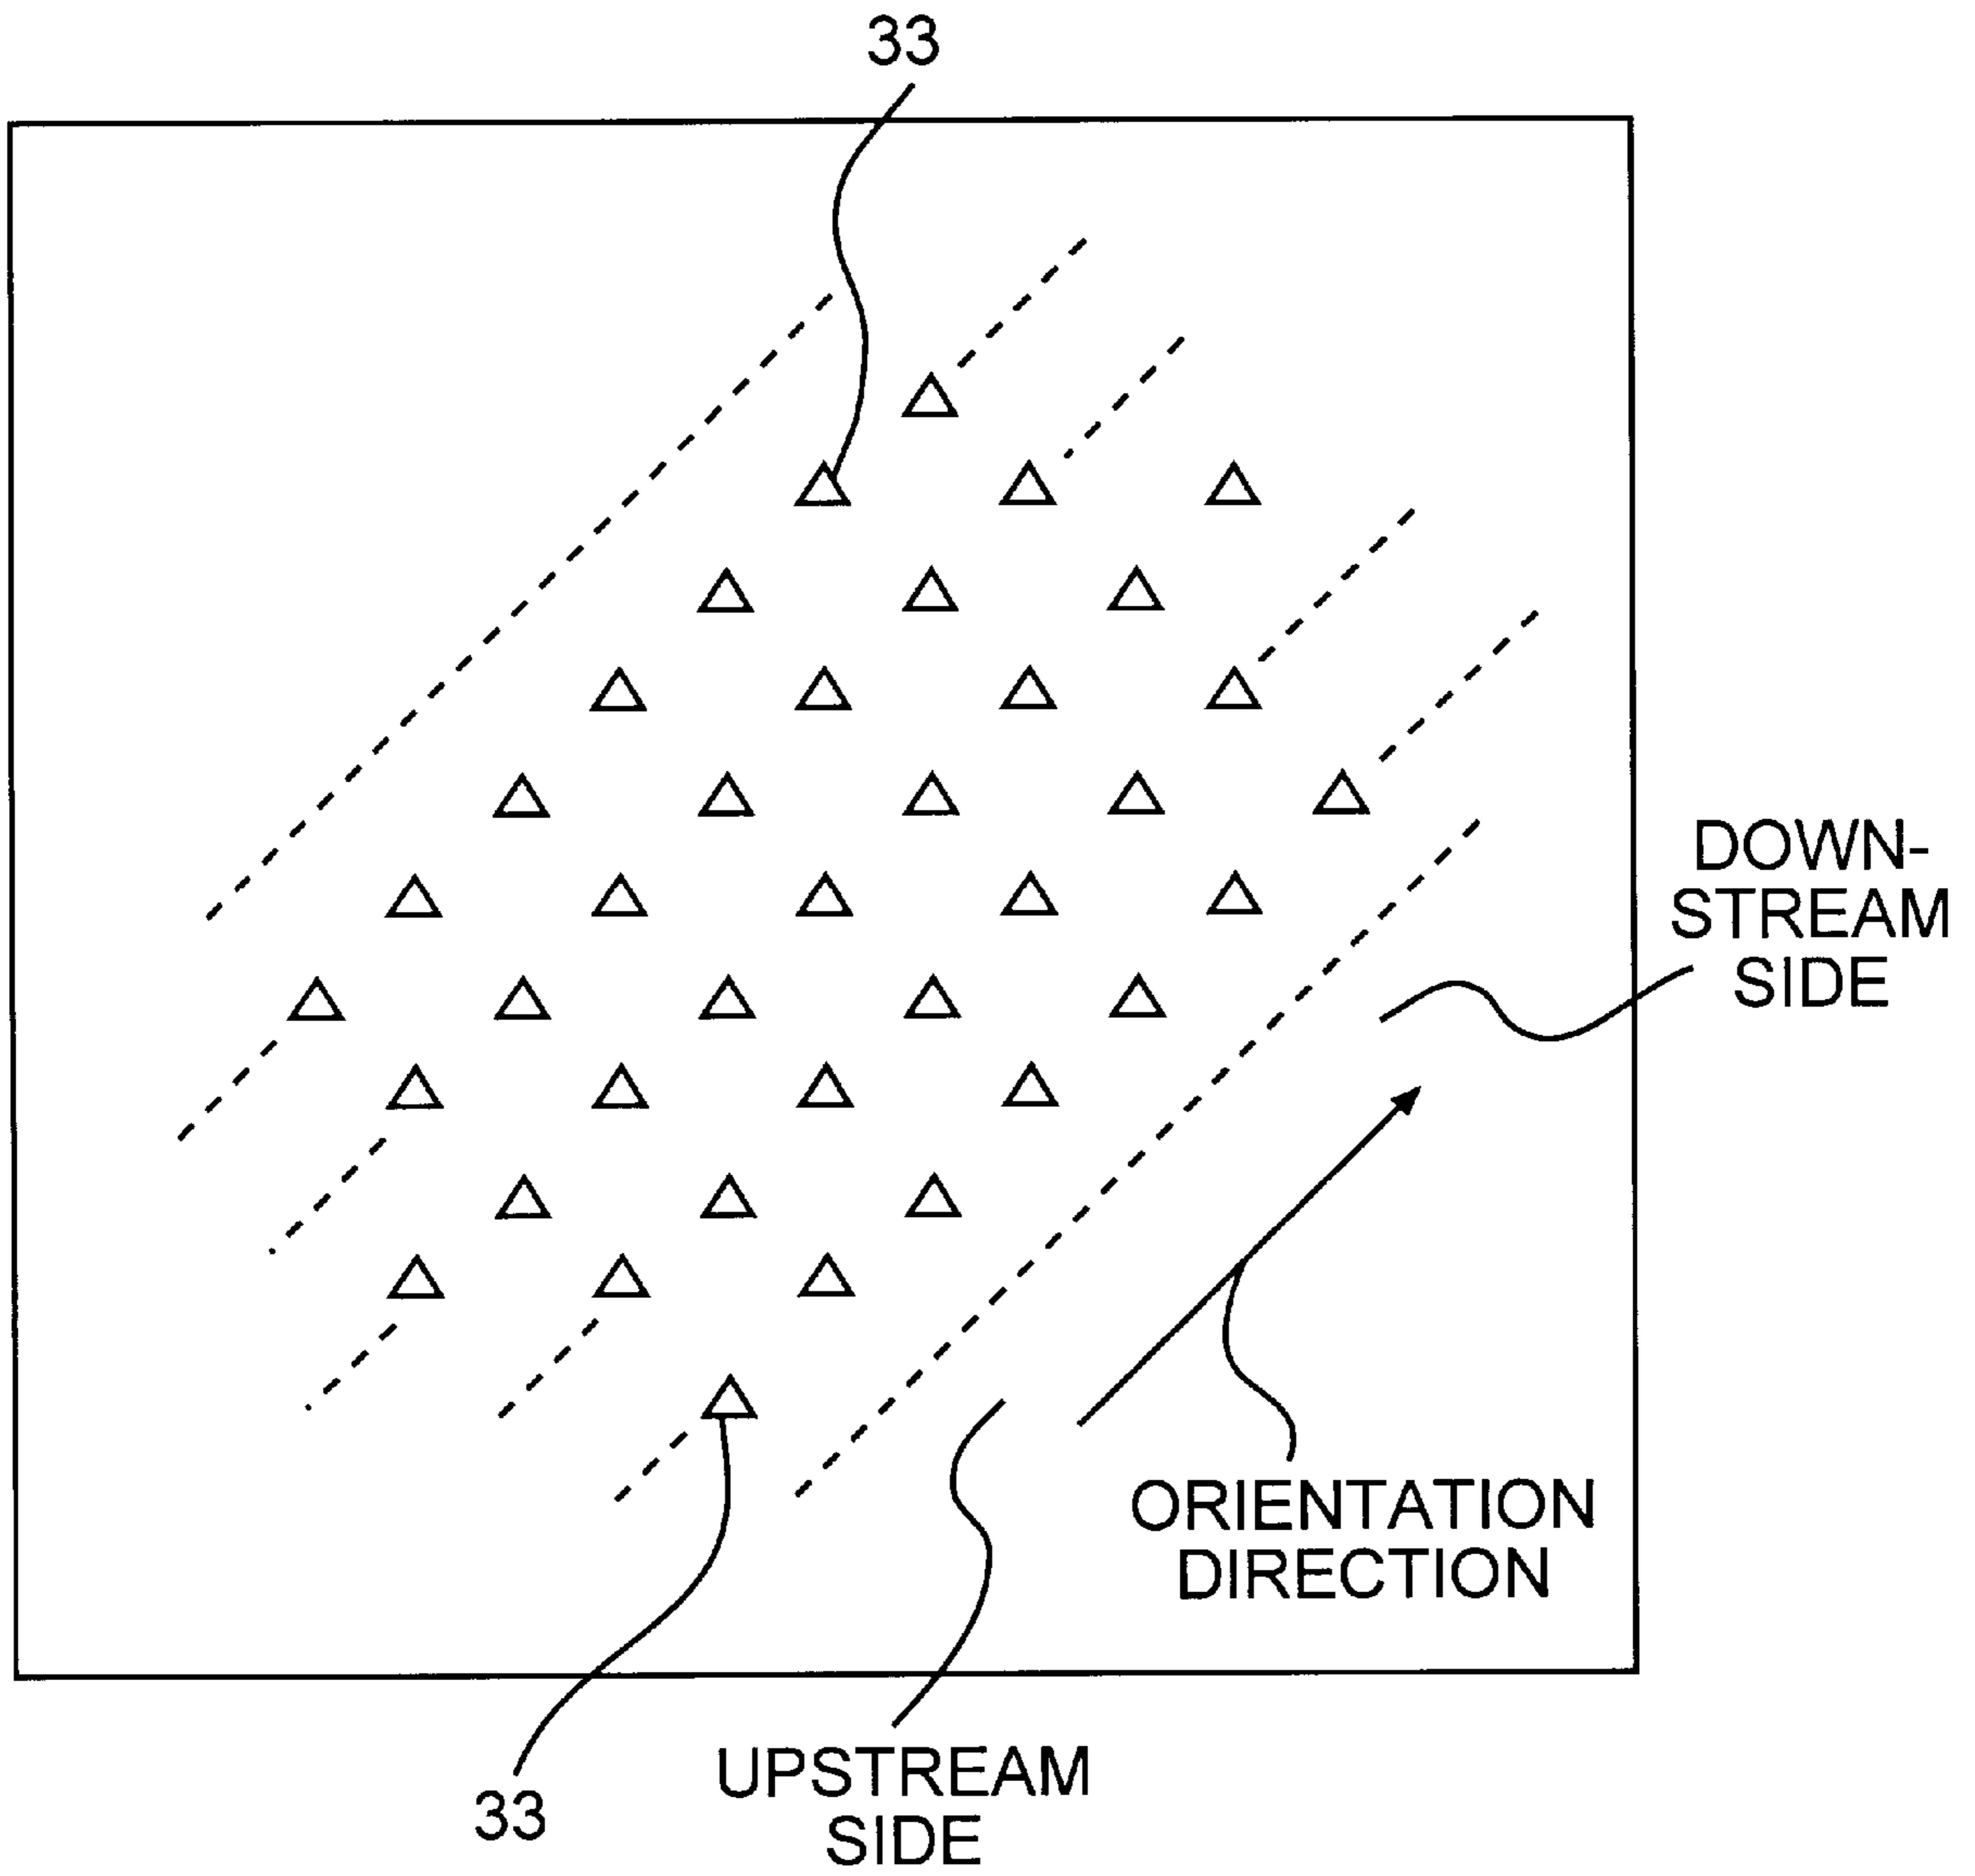 33
DOWN-
STREAM
SIDE
ORIENTATION
DIRECTION
UPSTREAM
SIDE
33